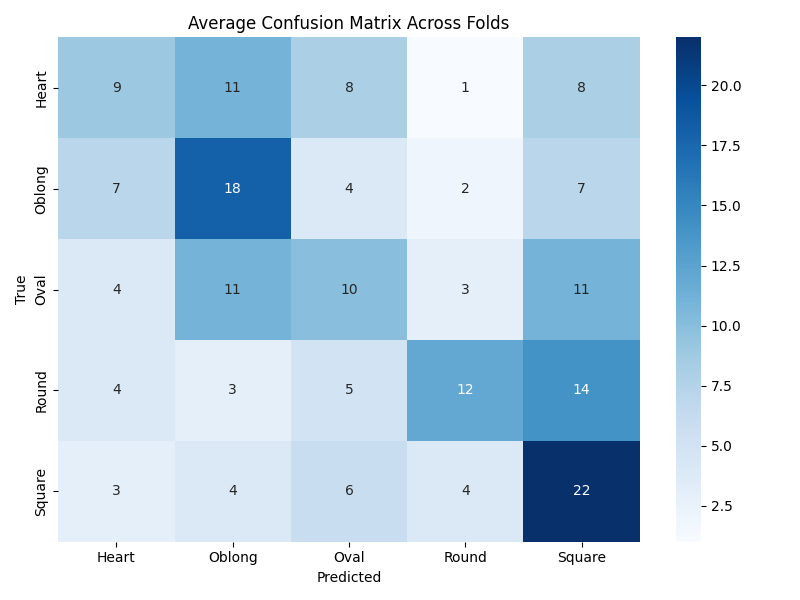 Average Confusion Matrix Across Folds
Heart 9 11 8 1 8
Oblong 7 18 4 2 7
Oval 4 11 10 3 11
Round 4 3 5 12 14
Square 3 4 6 4 22
Heart Oblong Oval Round Square
Predicted
True
20.0
17.5
15.0
12.5
10.0
7.5
5.0
2.5